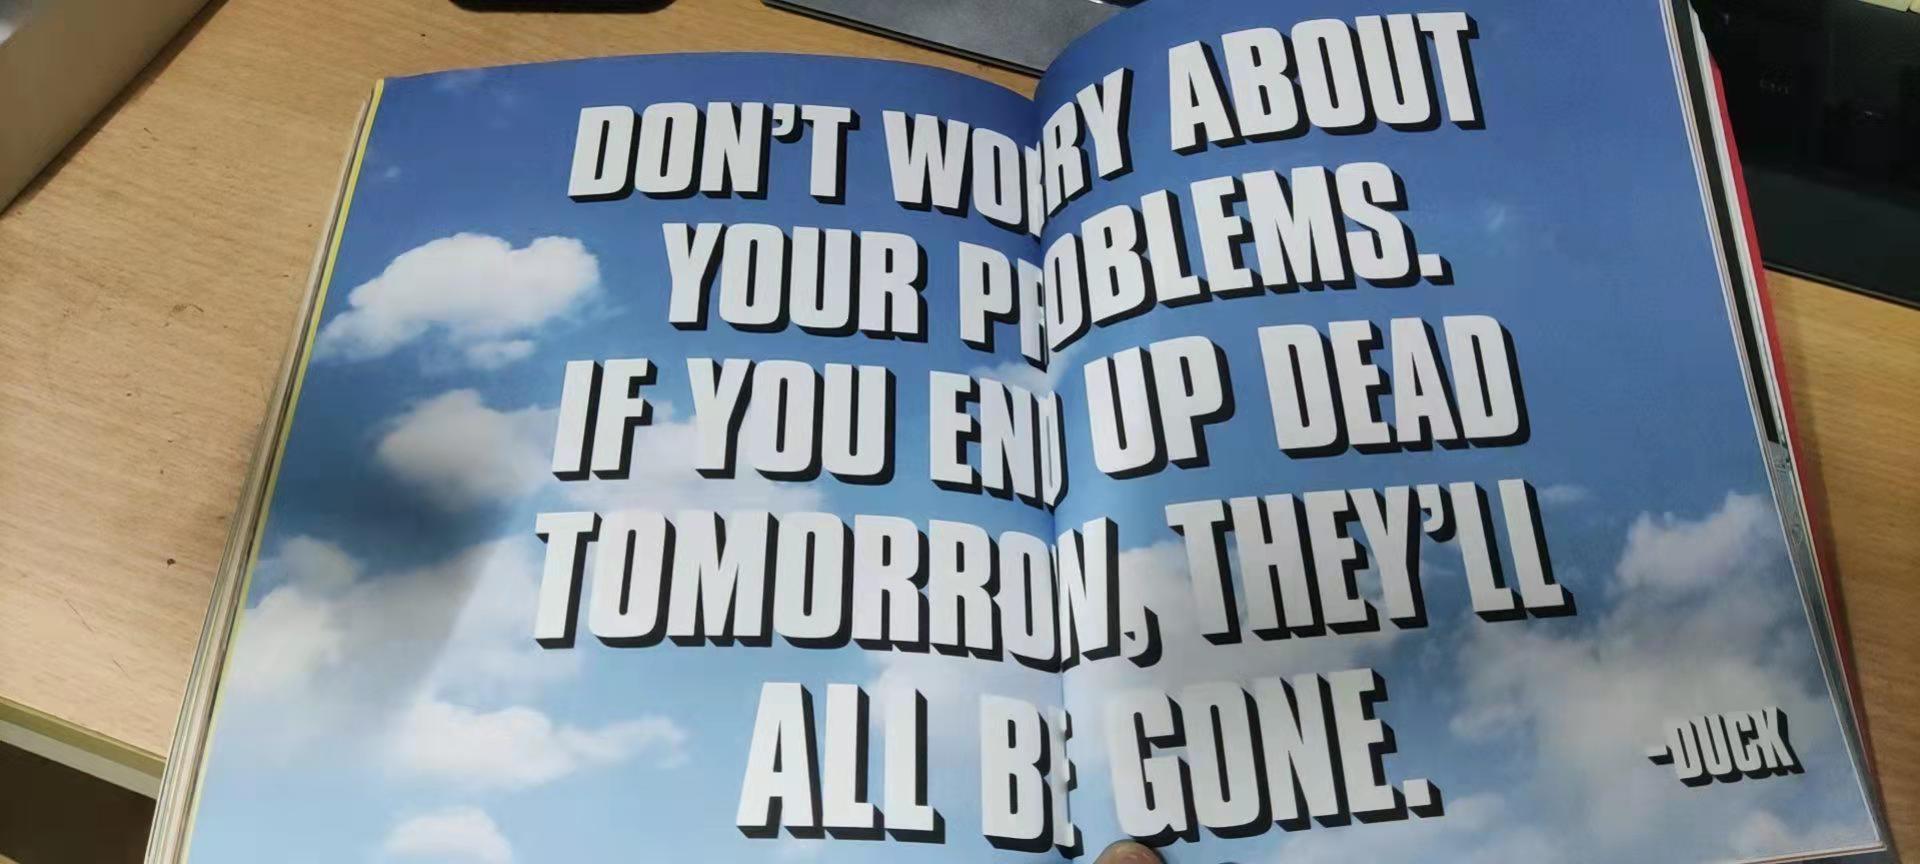 DON'T WORRY ABOUT
YOUR PROBLEMS.
IF YOU END UP DEAD
TOMORROW, THEY'LL
ALL BE GONE.
-DUCK